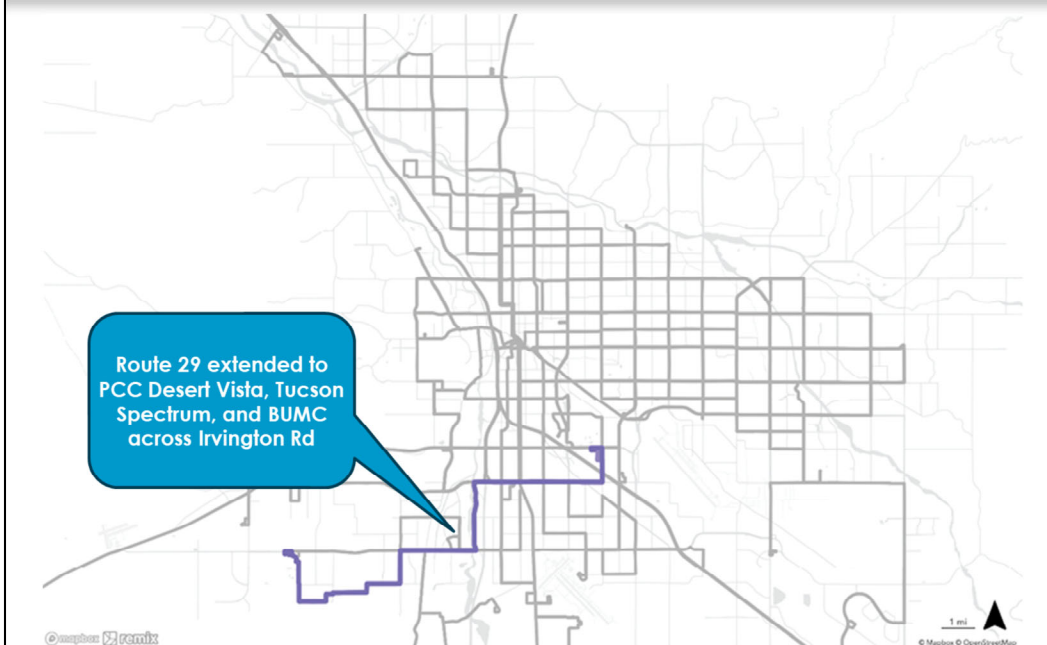 Route 29 extended to
PCC Desert Vista, Tucson
Spectrum, and BUMC
across Irvington Rd
mapbox remix
1 mi
© Mapbox © OpenStreetMap